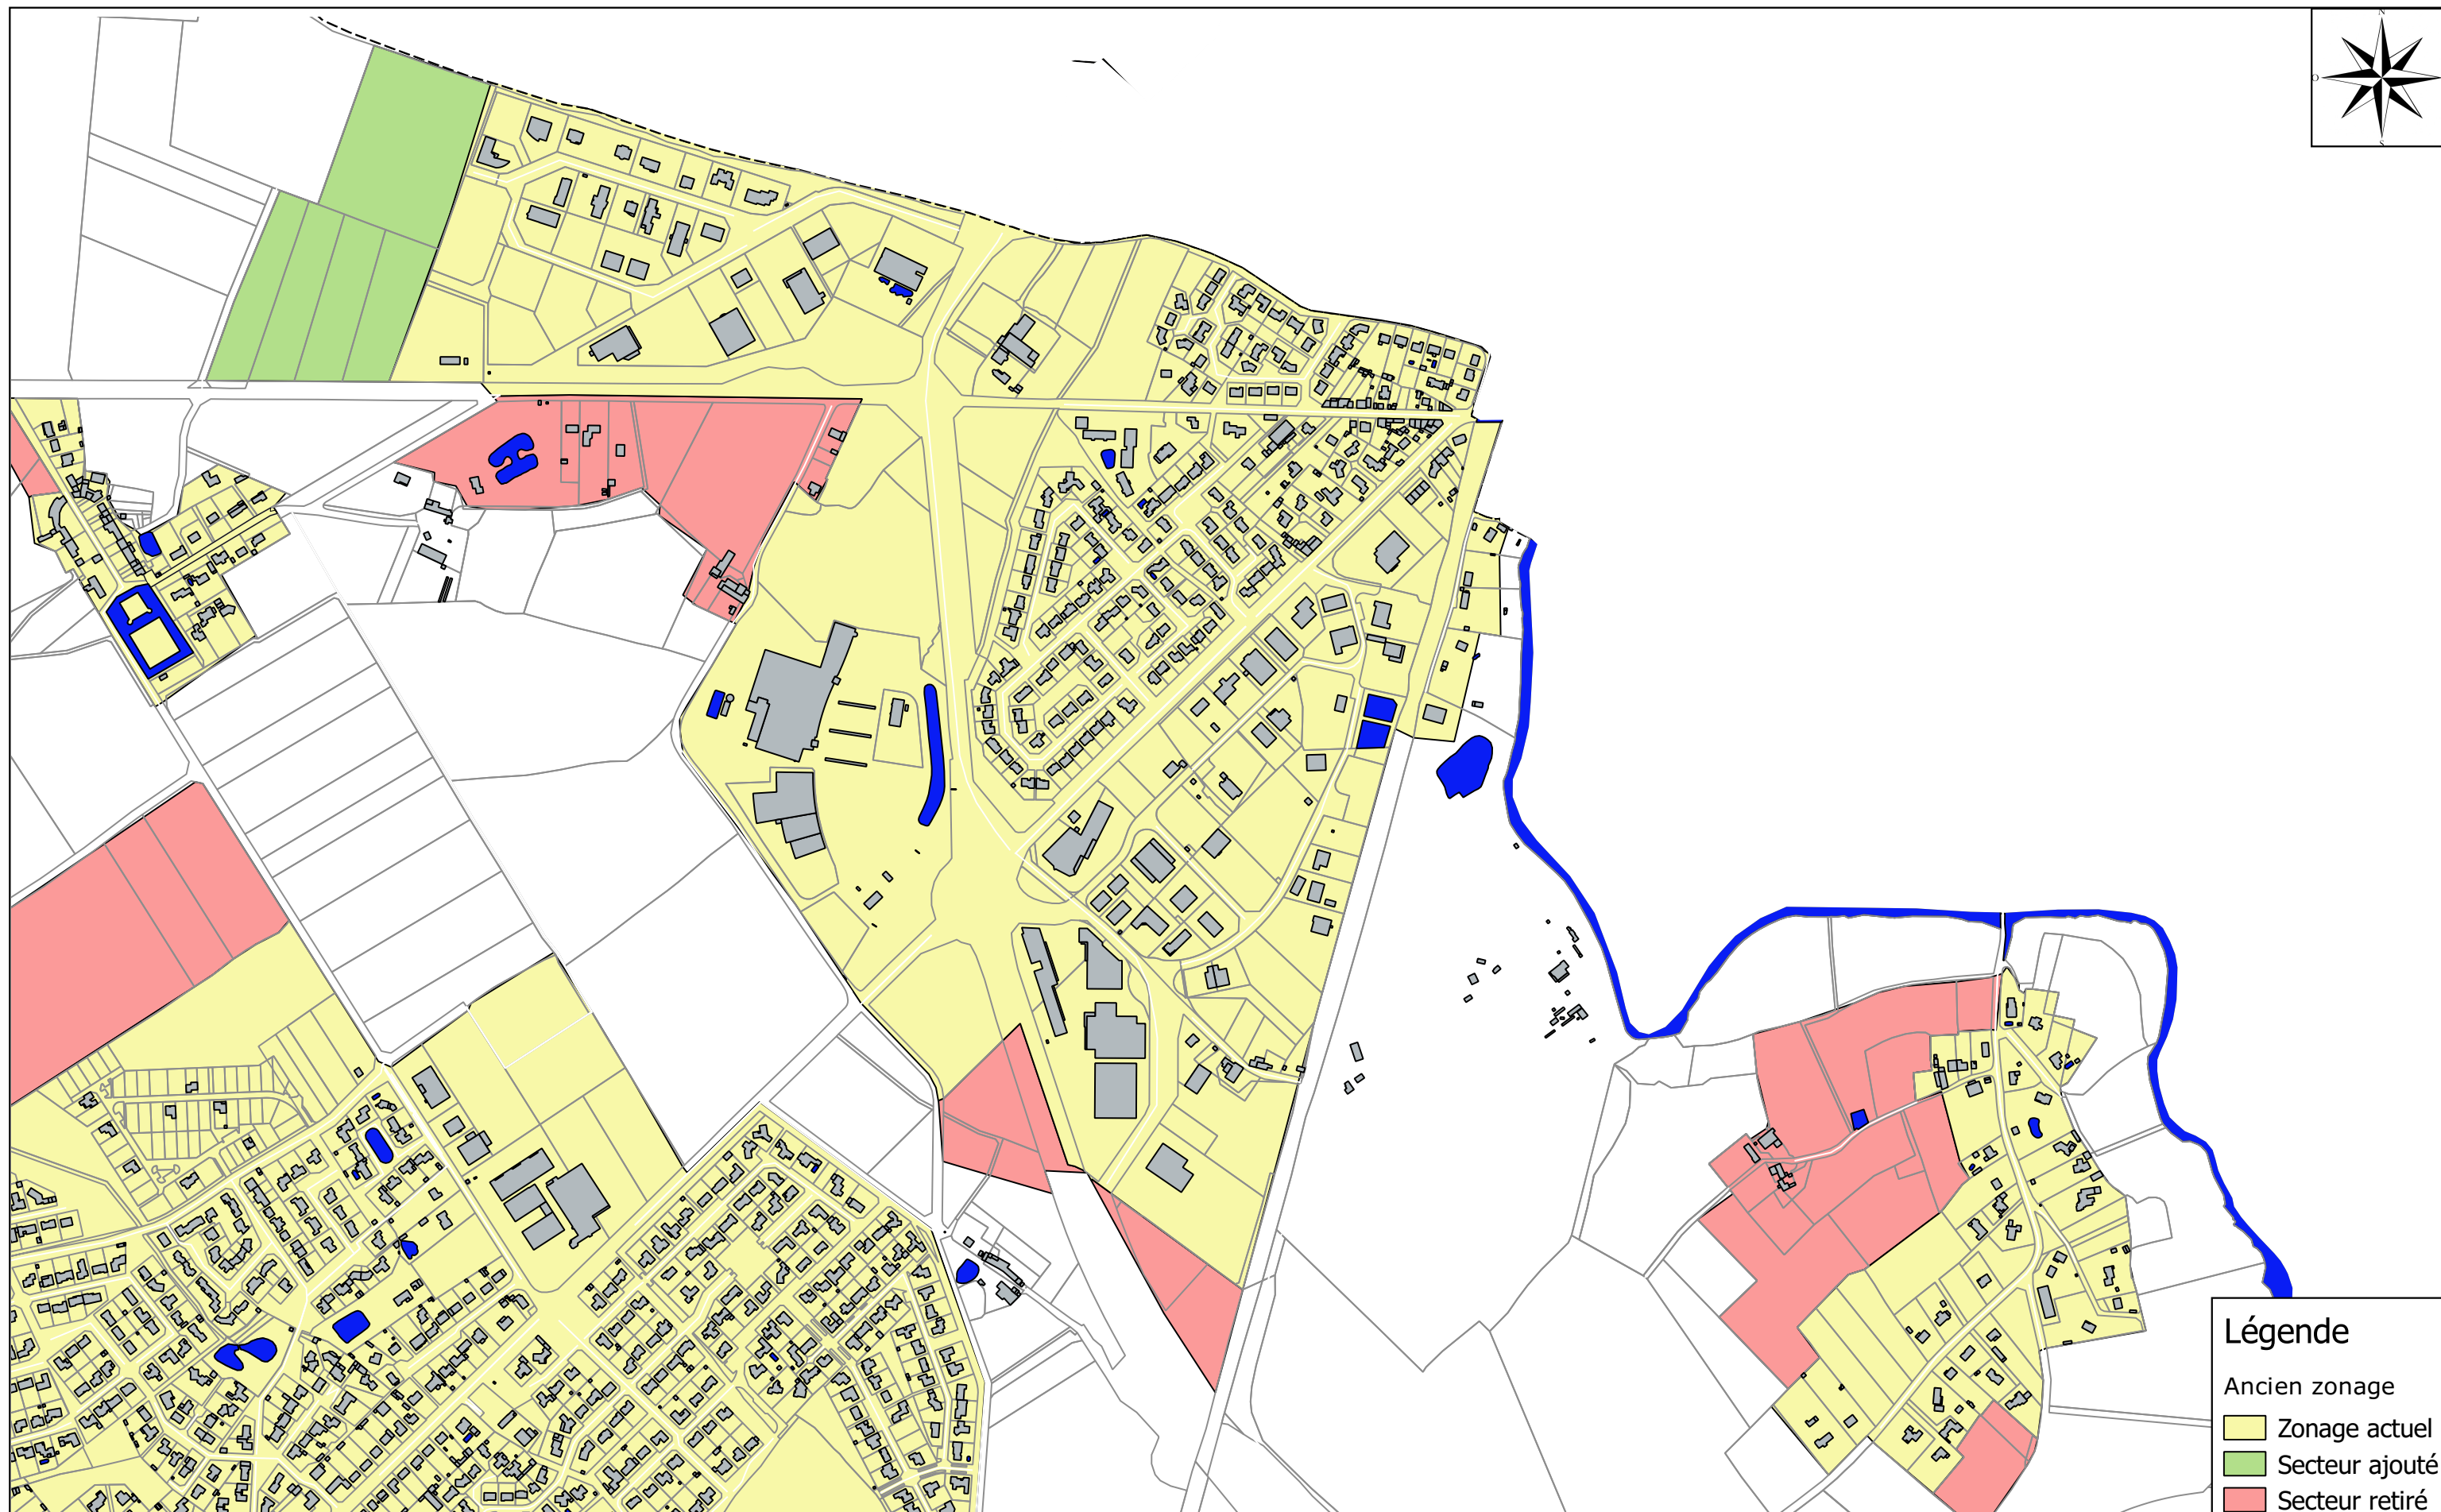 N
O
S
Légende
Ancien zonage
Zonage actuel
Secteur ajouté
Secteur retiré